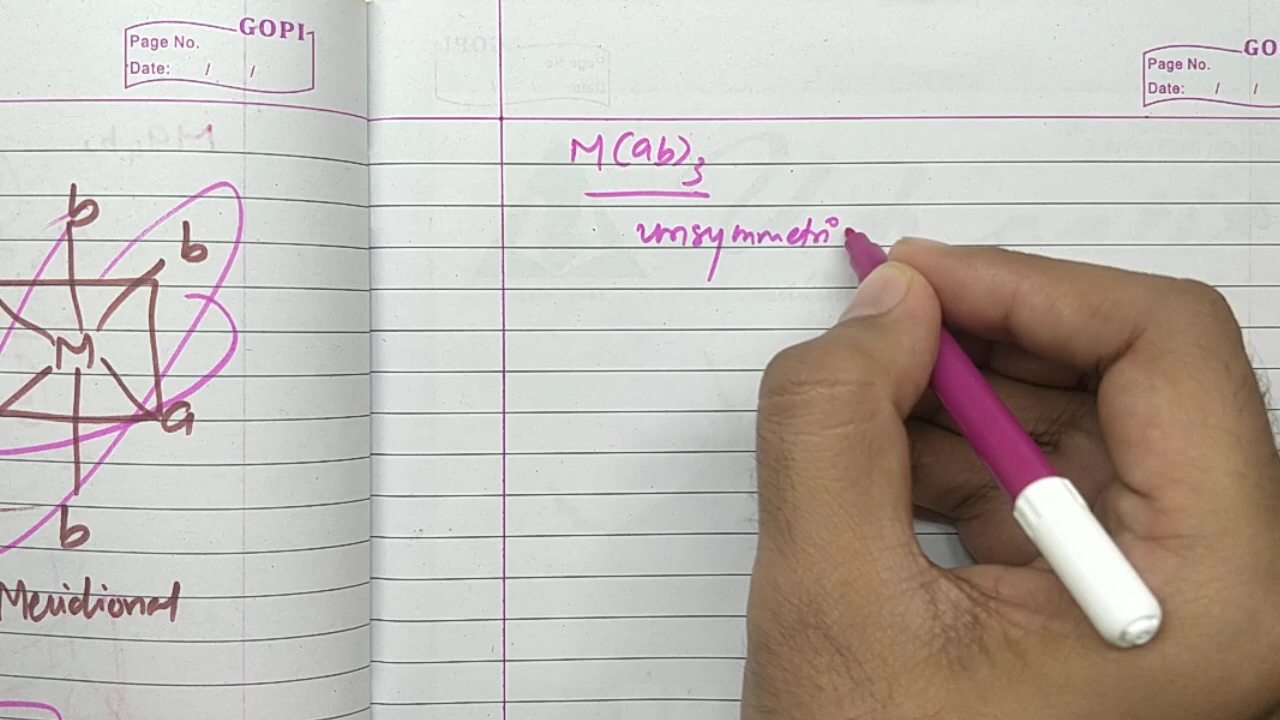 GOPI
Page No.
Date: / /
b
b
M
a
b
Meridional
GO
Page No.
Date: / /
M(ab)3
unsymmetri